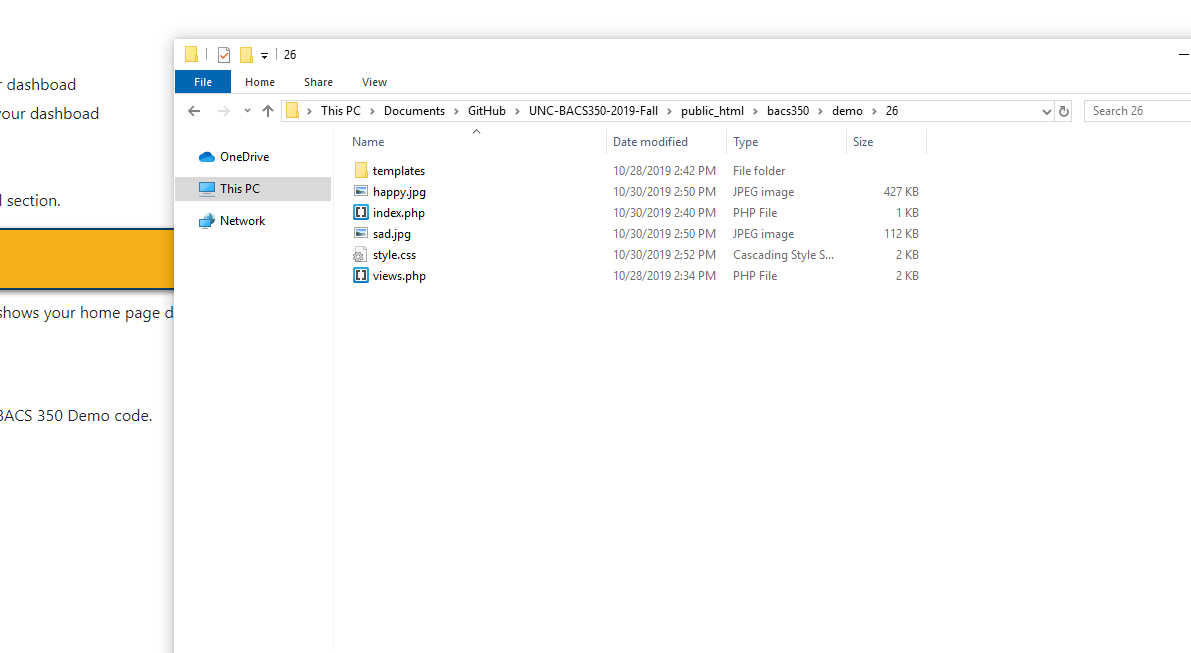 26
File Home Share View
This PC Documents GitHub UNC-BACS350-2019-Fall public_html bacs350 demo 26 Search 26
Name Date modified Type Size
OneDrive
This PC
Network
templates 10/28/2019 2:42 PM File folder
happy.jpg 10/30/2019 2:50 PM JPEG image 427 KB
index.php 10/30/2019 2:40 PM PHP File 1 KB
sad.jpg 10/30/2019 2:50 PM JPEG image 112 KB
style.css 10/30/2019 2:52 PM Cascading Style S... 2 KB
views.php 10/28/2019 2:34 PM PHP File 2 KB
dashboad
your dashboad
section.
shows your home page d
BACS 350 Demo code.